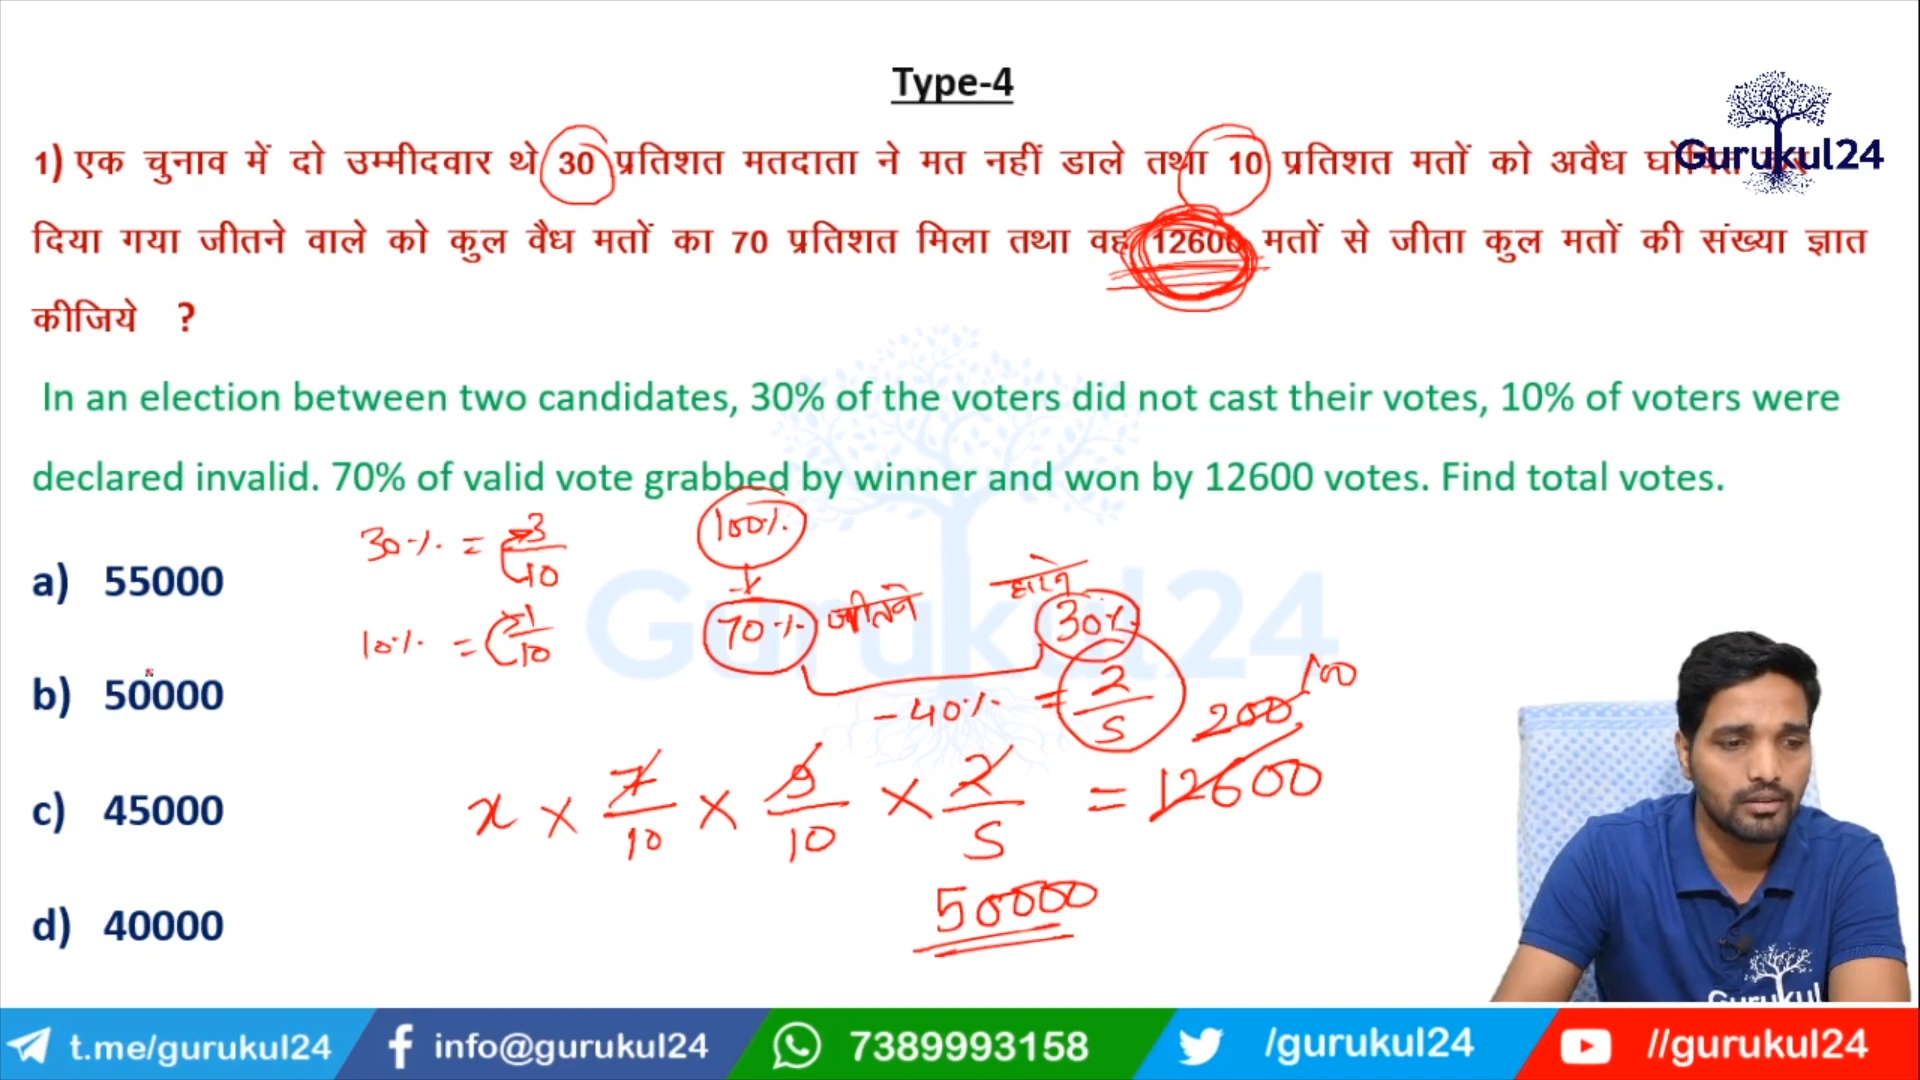 Type-4
Gurukul24
1) एक चुनाव में दो उम्मीदवार थे 30 प्रतिशत मतदाता ने मत नहीं डाले तथा 10 प्रतिशत मतों को अवैध
दिया गया जीतने वाले को कुल वैध मतों का 70 प्रतिशत मिला तथा वह 12600 मतों से जीता कुल मतों की संख्या ज्ञात
कीजिये ?
In an election between two candidates, 30% of the voters did not cast their votes, 10% of voters were
declared invalid. 70% of valid vote grabbed by winner and won by 12600 votes. Find total votes.
a) 55000
b) 50000
c) 45000
d) 40000
30% = -3/10
10% = -1/10
100%
70% जीतने
हारने
30%
- 40% = 2/5
200 100
x × 7/10 × 9/10 × 2/5 = 12600
50000
Gurukul24
Gurukul
t.me/gurukul24
info@gurukul24
7389993158
/gurukul24
//gurukul24